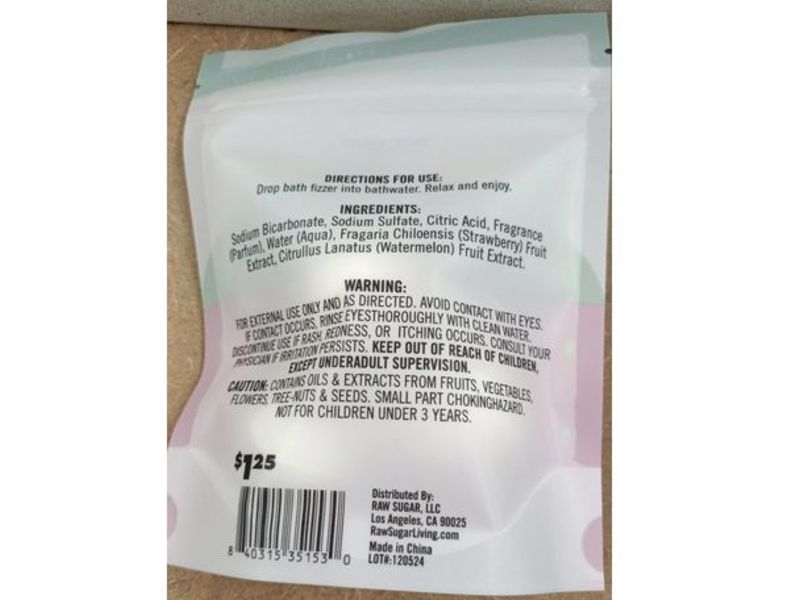 DIRECTIONS FOR USE:
Drop bath fizzer into bathwater. Relax and enjoy.
INGREDIENTS:
Sodium Bicarbonate, Sodium Sulfate, Citric Acid, Fragrance
(Parfum), Water (Aqua), Fragaria Chiloensis (Strawberry) Fruit
Extract, Citrullus Lanatus (Watermelon) Fruit Extract.
WARNING:
FOR EXTERNAL USE ONLY AND AS DIRECTED. AVOID CONTACT WITH EYES.
IF CONTACT OCCURS, RINSE EYESTHOROUGHLY WITH CLEAN WATER.
DISCONTINUE USE IF RASH, REDNESS, OR ITCHING OCCURS. CONSULT YOUR
PHYSICIAN IF IRRITATION PERSISTS. KEEP OUT OF REACH OF CHILDREN,
EXCEPT UNDERADULT SUPERVISION.
CAUTION: CONTAINS OILS & EXTRACTS FROM FRUITS, VEGETABLES,
FLOWERS, TREE-NUTS & SEEDS. SMALL PART CHOKINGHAZARD.
NOT FOR CHILDREN UNDER 3 YEARS.
$1.25
8 40315 35153 0
Distributed By:
RAW SUGAR, LLC
Los Angeles, CA 90025
RawSugarLiving.com
Made in China
LOT#:120524